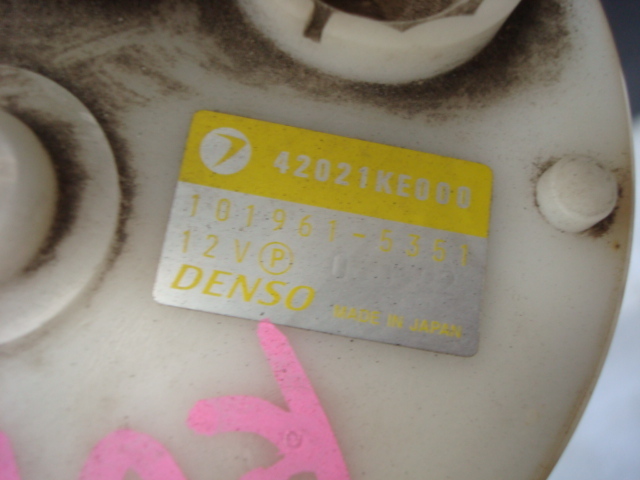 42021KE000
101961-5351
12V Ⓟ
DENSO MADE IN JAPAN